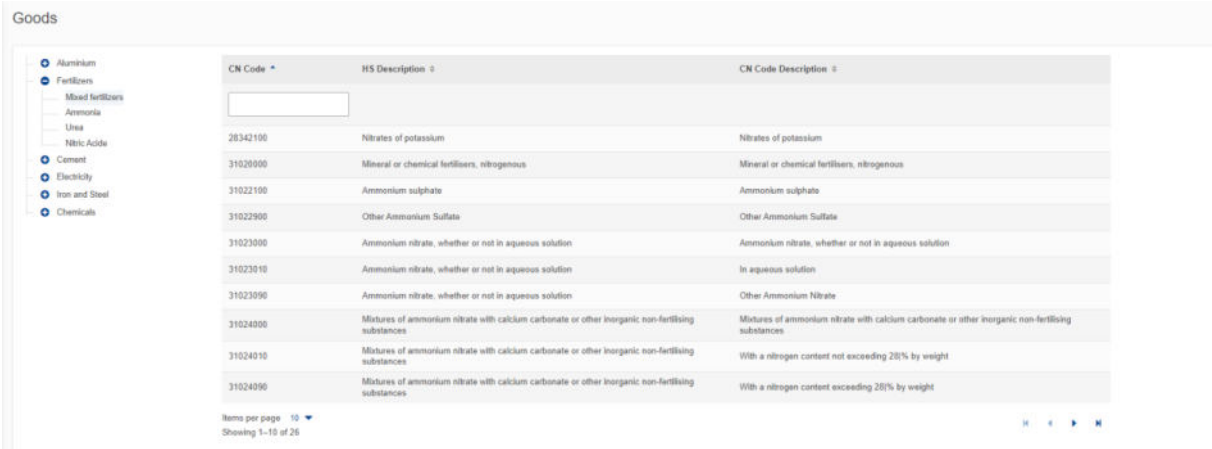 Goods
Aluminium
Fertilizers
Mixed fertilizers
Ammonia
Urea
Nitric Acide
Cement
Electricity
Iron and Steel
Chemicals
CN Code HS Description CN Code Description
28342100 Nitrates of potassium Nitrates of potassium
31020000 Mineral or chemical fertilisers, nitrogenous Mineral or chemical fertilisers, nitrogenous
31022100 Ammonium sulphate Ammonium sulphate
31022900 Other Ammonium Sulfate Other Ammonium Sulfate
31023000 Ammonium nitrate, whether or not in aqueous solution Ammonium nitrate, whether or not in aqueous solution
31023010 Ammonium nitrate, whether or not in aqueous solution In aqueous solution
31023090 Ammonium nitrate, whether or not in aqueous solution Other Ammonium Nitrate
31024000 Mixtures of ammonium nitrate with calcium carbonate or other inorganic non-fertilising Mixtures of ammonium nitrate with calcium carbonate or other inorganic non-fertilising
substances substances
31024010 Mixtures of ammonium nitrate with calcium carbonate or other inorganic non-fertilising With a nitrogen content not exceeding 28|% by weight
substances
31024090 Mixtures of ammonium nitrate with calcium carbonate or other inorganic non-fertilising With a nitrogen content exceeding 28|% by weight
substances
Items per page 10
Showing 1–10 of 26